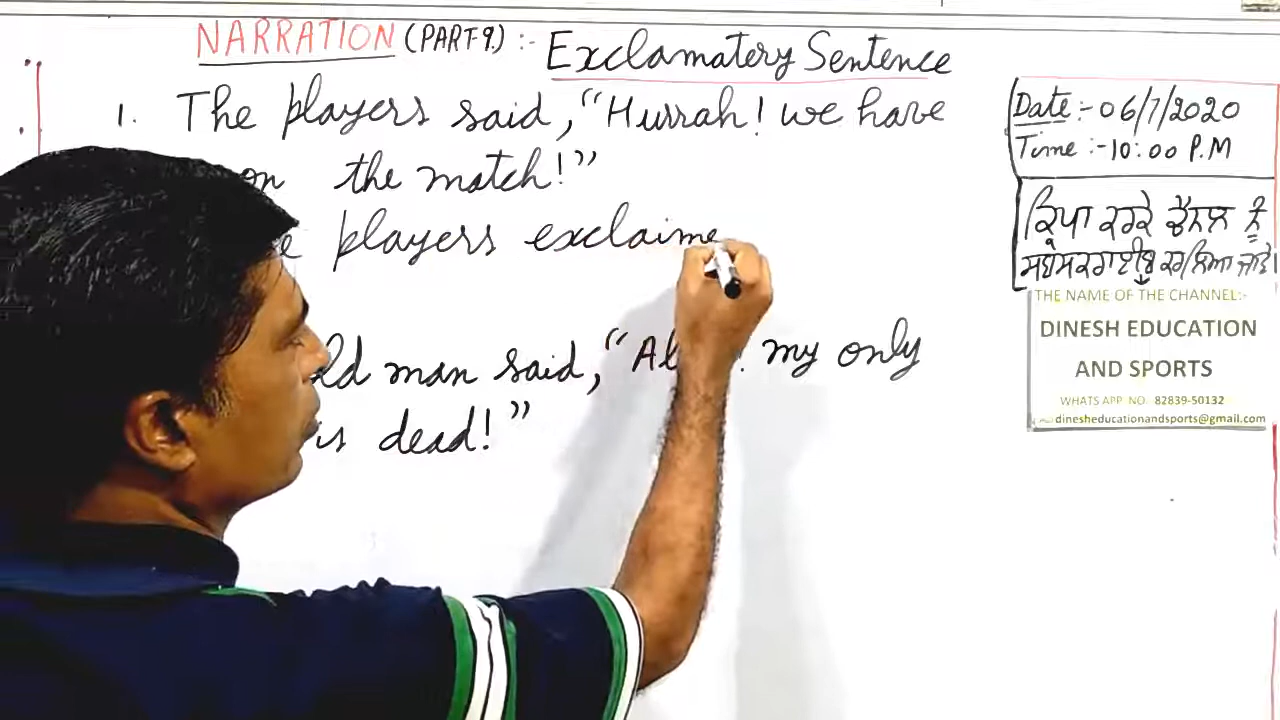 NARRATION (PART-9.) :- Exclamatery Sentence
1. The players said, "Hurrah! we have
on the match!"
e players exclaime
ld man said, "Al my only
is dead!"
Date:- 06/7/2020
Time:-10:00 P.M
ਕ੍ਰਿਪਾ ਕਰਕੇ ਚੈਨਲ ਨੂੰ
ਜਾਵੇ।
THE NAME OF THE CHANNEL:-
DINESH EDUCATION
AND SPORTS
WHATS APP NO. 82839-50132
dinesheducationandsports@gmail.com